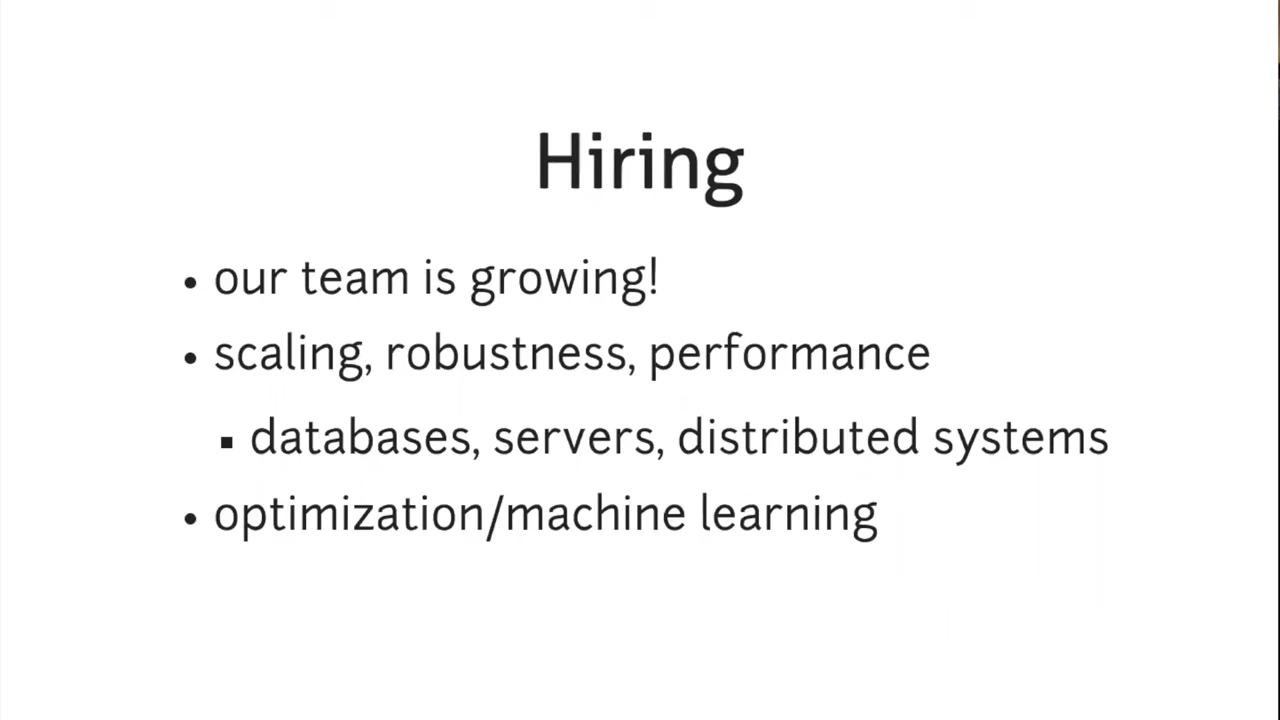 Hiring
• our team is growing!
• scaling, robustness, performance
▪ databases, servers, distributed systems
• optimization/machine learning